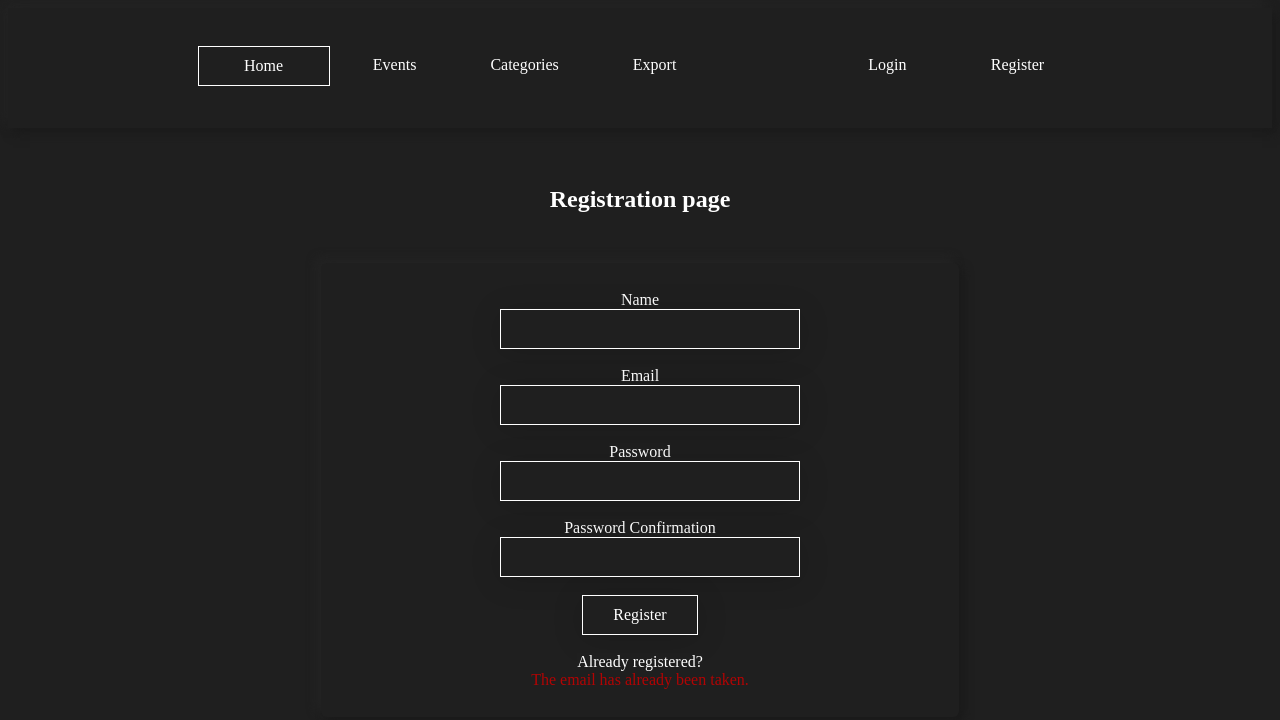 Home Events Categories Export Login Register
Registration page
Name
Email
Password
Password Confirmation
Register
Already registered?
The email has already been taken.